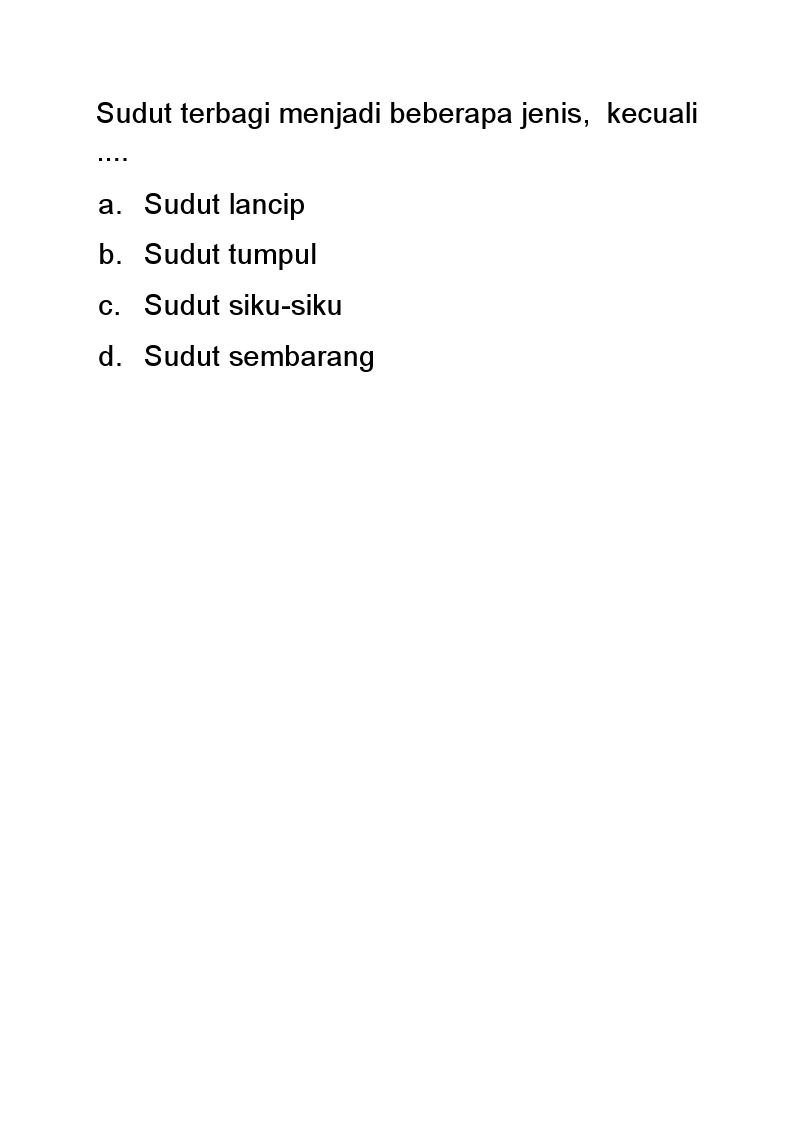 Sudut terbagi menjadi beberapa jenis,  kecuali
....
a. Sudut lancip
b. Sudut tumpul
c. Sudut siku-siku
d. Sudut sembarang